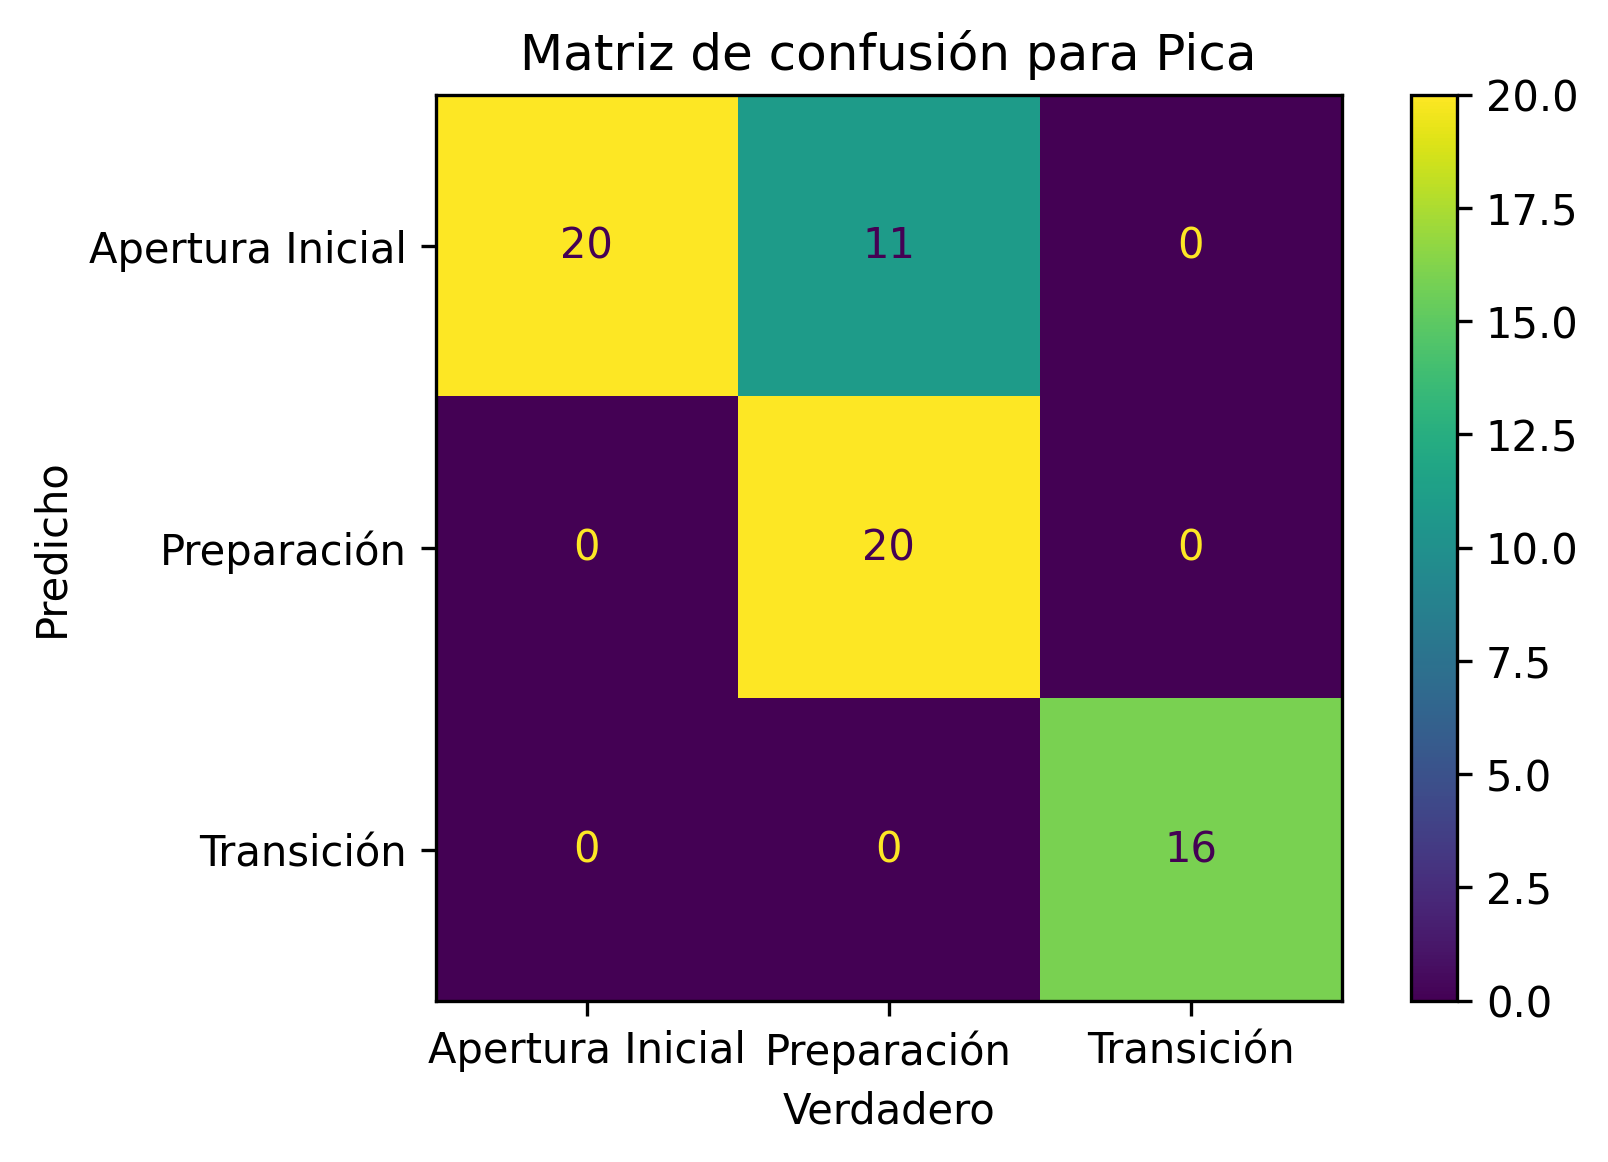 Matriz de confusión para Pica
Predicho
Apertura Inicial
20
11
0
Preparación
0
20
0
Transición
0
0
16
Apertura Inicial
Preparación
Transición
Verdadero
20.0
17.5
15.0
12.5
10.0
7.5
5.0
2.5
0.0